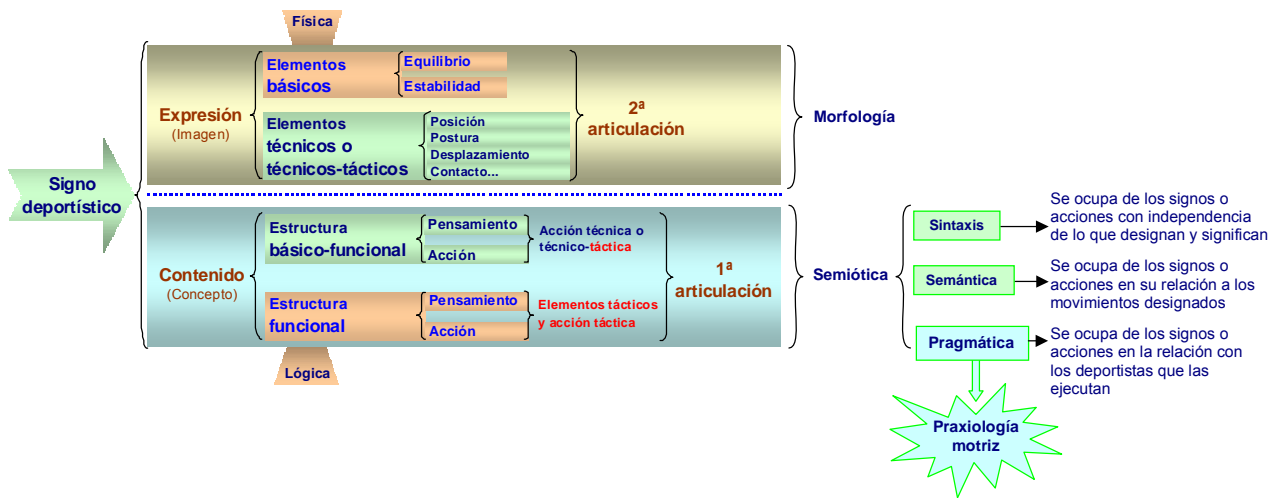 Física
Elementos
básicos
Equilibrio
Estabilidad
Expresión
(Imagen)
Elementos
técnicos o
técnicos-tácticos
Posición
Postura
Desplazamiento
Contacto...
2ª
articulación
Morfología
Signo
deportístico
Estructura
básico-funcional
Pensamiento
Acción
Acción técnica o
técnico-táctica
Contenido
(Concepto)
Estructura
funcional
Pensamiento
Acción
Elementos tácticos
y acción táctica
1ª
articulación
Lógica
Semiótica
Sintaxis
Se ocupa de los signos o
acciones con independencia
de lo que designan y significan
Semántica
Se ocupa de los signos o
acciones en su relación a los
movimientos designados
Pragmática
Se ocupa de los signos o
acciones en la relación con
los deportistas que las
ejecutan
Praxiología
motriz